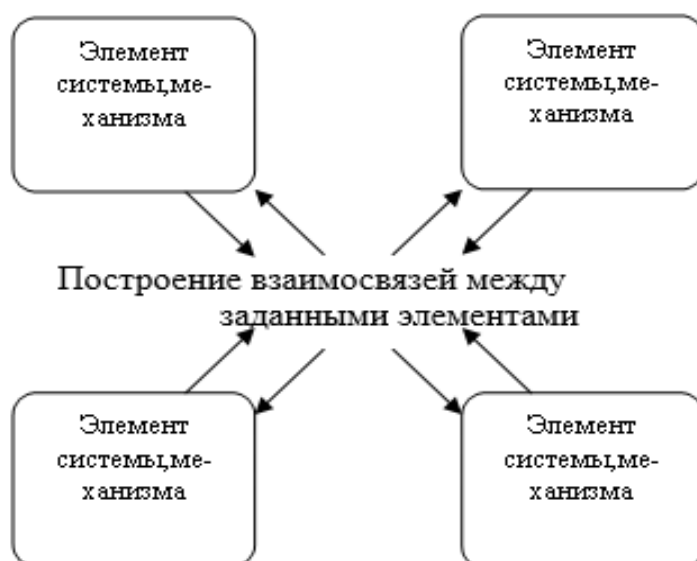 Элемент
системы,ме-
ханизма
Элемент
системы,ме-
ханизма
Построение взаимосвязей между
заданными элементами
Элемент
системы,ме-
ханизма
Элемент
системы,ме-
ханизма